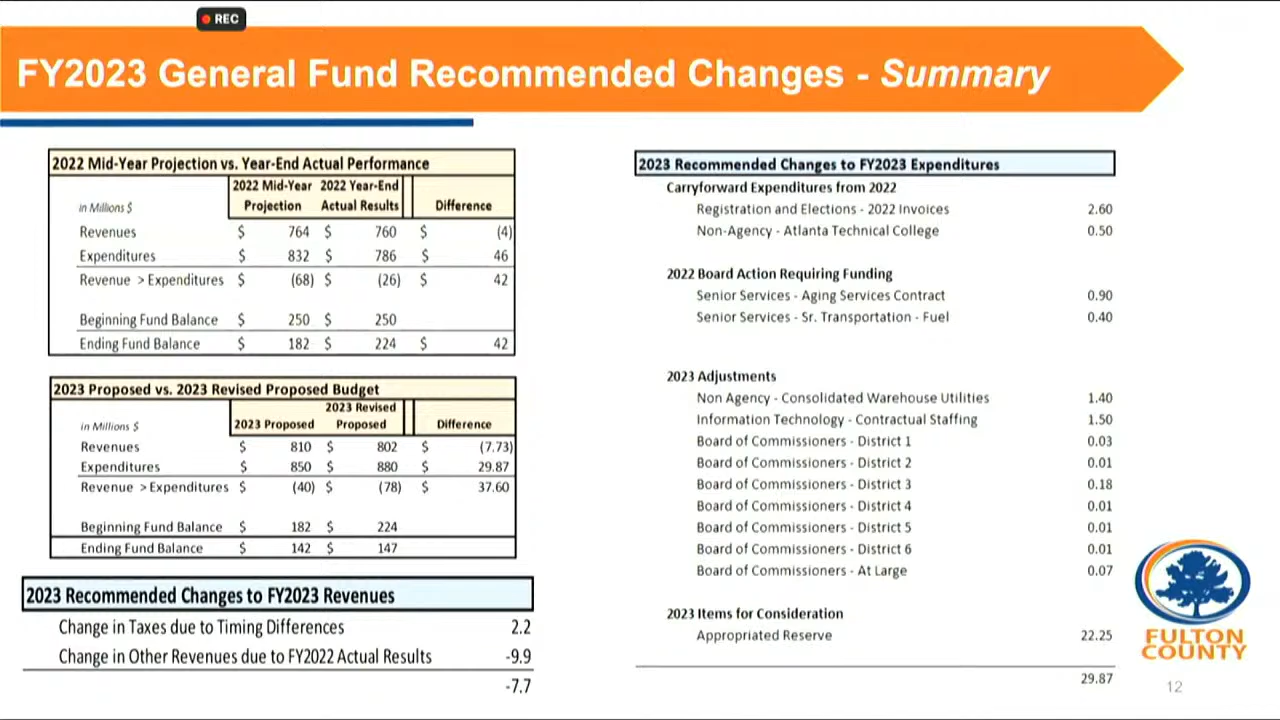 REC
FY2023 General Fund Recommended Changes - Summary
2022 Mid-Year Projection vs. Year-End Actual Performance
in Millions $ 2022 Mid-Year Projection 2022 Year-End Actual Results Difference
Revenues $ 764 $ 760 $ (4)
Expenditures $ 832 $ 786 $ 46
Revenue > Expenditures $ (68) $ (26) $ 42
Beginning Fund Balance $ 250 $ 250
Ending Fund Balance $ 182 $ 224 $ 42
2023 Proposed vs. 2023 Revised Proposed Budget
in Millions $ 2023 Proposed 2023 Revised Proposed Difference
Revenues $ 810 $ 802 $ (7.73)
Expenditures $ 850 $ 880 $ 29.87
Revenue > Expenditures $ (40) $ (78) $ 37.60
Beginning Fund Balance $ 182 $ 224
Ending Fund Balance $ 142 $ 147
2023 Recommended Changes to FY2023 Revenues
Change in Taxes due to Timing Differences 2.2
Change in Other Revenues due to FY2022 Actual Results -9.9
-7.7
2023 Recommended Changes to FY2023 Expenditures
Carryforward Expenditures from 2022
Registration and Elections - 2022 Invoices 2.60
Non-Agency - Atlanta Technical College 0.50
2022 Board Action Requiring Funding
Senior Services - Aging Services Contract 0.90
Senior Services - Sr. Transportation - Fuel 0.40
2023 Adjustments
Non Agency - Consolidated Warehouse Utilities 1.40
Information Technology - Contractual Staffing 1.50
Board of Commissioners - District 1 0.03
Board of Commissioners - District 2 0.01
Board of Commissioners - District 3 0.18
Board of Commissioners - District 4 0.01
Board of Commissioners - District 5 0.01
Board of Commissioners - District 6 0.01
Board of Commissioners - At Large 0.07
2023 Items for Consideration
Appropriated Reserve 22.25
29.87
FULTON
COUNTY
12